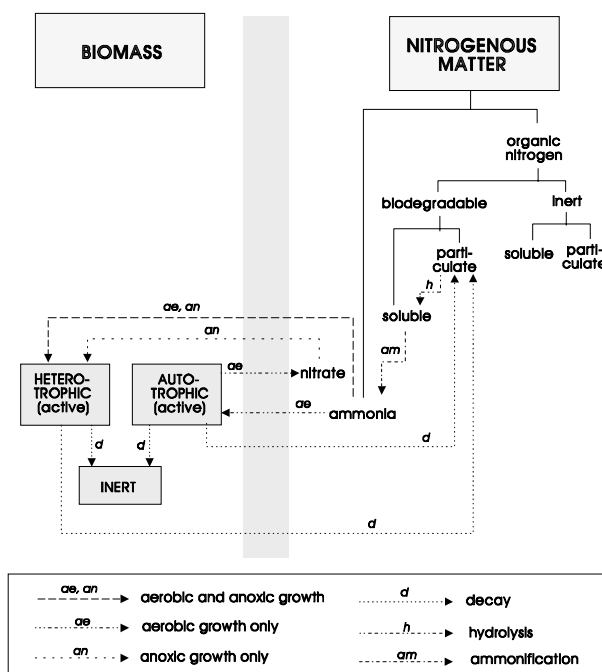 BIOMASS
NITROGENOUS
MATTER
organic
nitrogen
biodegradable
inert
soluble
parti-
culate
parti-
culate
h
soluble
ae, an
an
am
HETERO-
TROPHIC
(active)
AUTO-
TROPHIC
(active)
ae
nitrate
ae
ammonia
d
d
d
INERT
d
ae, an
aerobic and anoxic growth
ae
aerobic growth only
an
anoxic growth only
d
decay
h
hydrolysis
am
ammonification